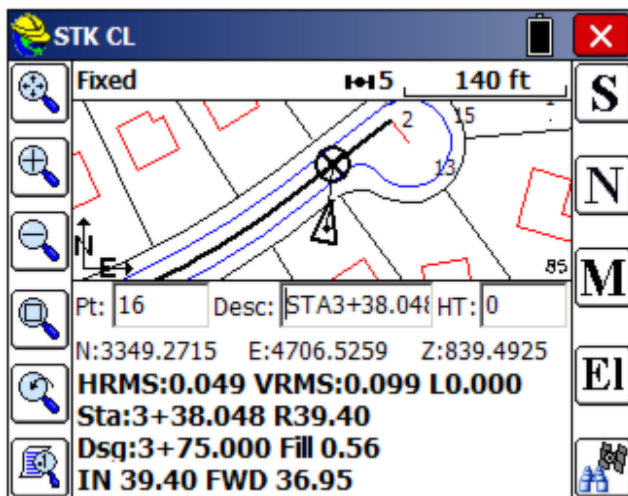 STK CL
Fixed 5 140 ft
S
N
M
El
2 15
13
N
E
85
Pt: 16 Desc: STA3+38.048 HT: 0
N:3349.2715 E:4706.5259 Z:839.4925
HRMS:0.049 VRMS:0.099 L0.000
Sta:3+38.048 R39.40
Dsg:3+75.000 Fill 0.56
IN 39.40 FWD 36.95